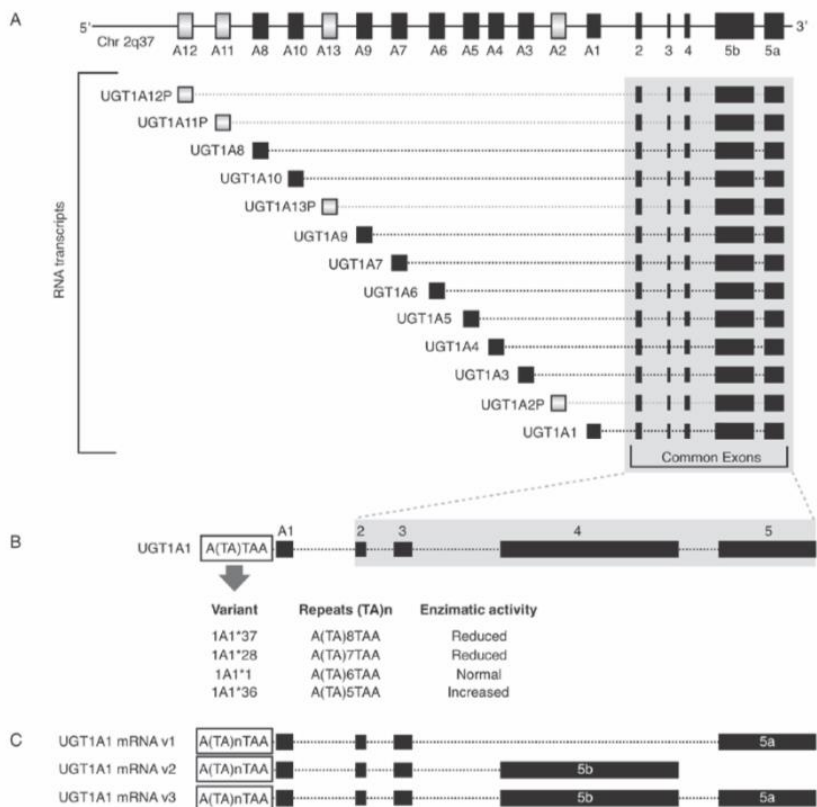 A
5'
3'
Chr 2q37
A12 A11 A8 A10 A13 A9 A7 A6 A5 A4 A3 A2 A1 2 3 4 5b 5a
RNA transcripts
UGT1A12P
UGT1A11P
UGT1A8
UGT1A10
UGT1A13P
UGT1A9
UGT1A7
UGT1A6
UGT1A5
UGT1A4
UGT1A3
UGT1A2P
UGT1A1
Common Exons
B
A1 2 3 4 5
UGT1A1 A(TA)TAA
Variant Repeats (TA)n Enzimatic activity
1A1*37 A(TA)8TAA Reduced
1A1*28 A(TA)7TAA Reduced
1A1*1 A(TA)6TAA Normal
1A1*36 A(TA)5TAA Increased
C
UGT1A1 mRNA v1 A(TA)nTAA 5a
UGT1A1 mRNA v2 A(TA)nTAA 5b
UGT1A1 mRNA v3 A(TA)nTAA 5b 5a